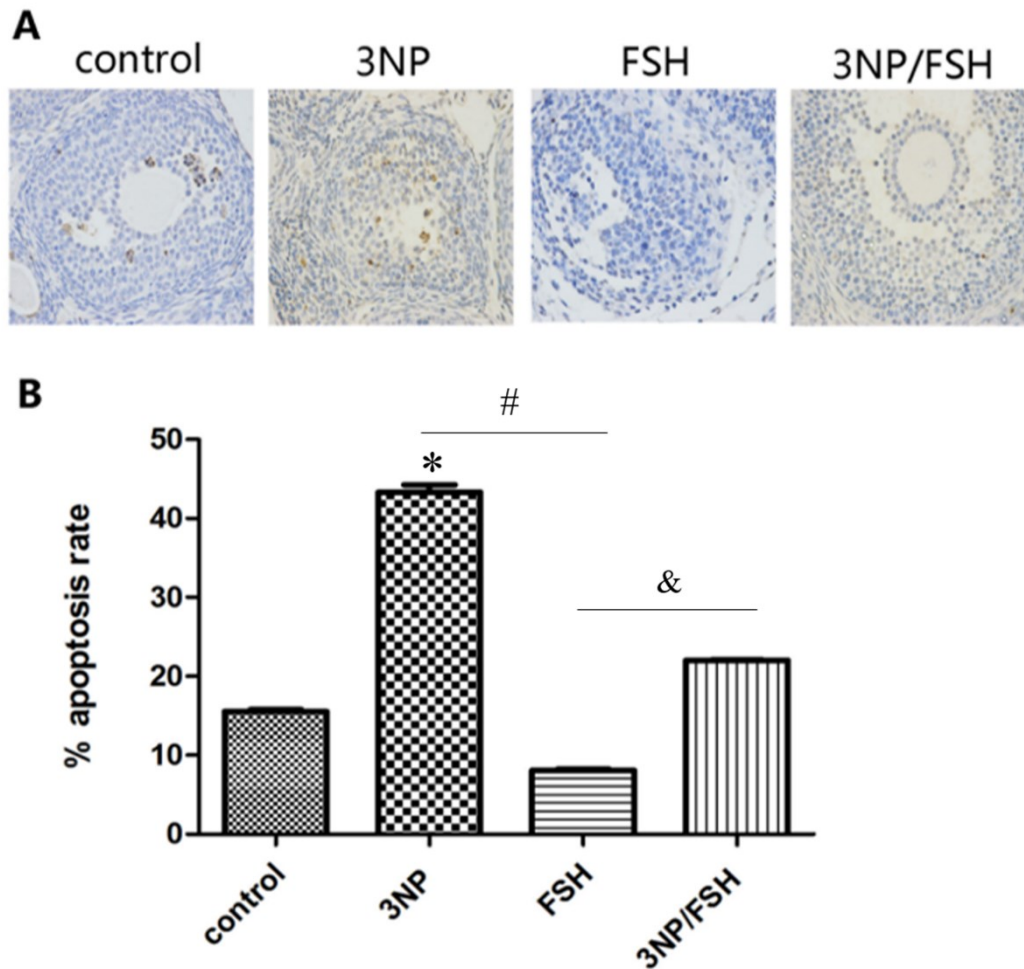 A
control 3NP FSH 3NP/FSH
B
#
*
&
50
40
30
20
10
0
% apoptosis rate
control 3NP FSH 3NP/FSH